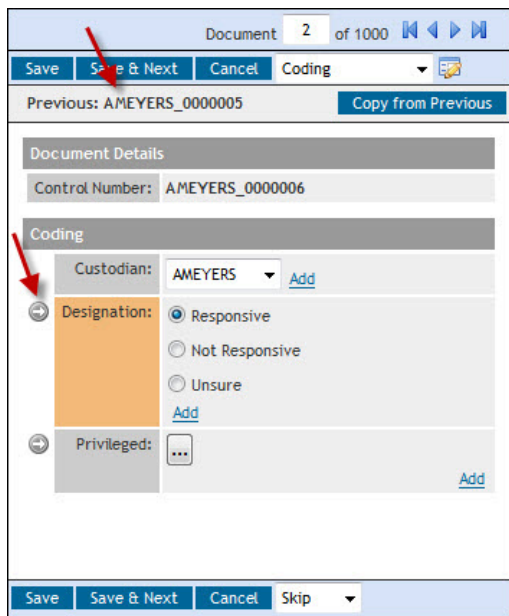 Document 2 of 1000
Save Save & Next Cancel Coding
Previous: AMEYERS_0000005 Copy from Previous
Document Details
Control Number: AMEYERS_0000006
Coding
Custodian: AMEYERS Add
Designation: Responsive
Not Responsive
Unsure
Add
Privileged: ...
Add
Save Save & Next Cancel Skip